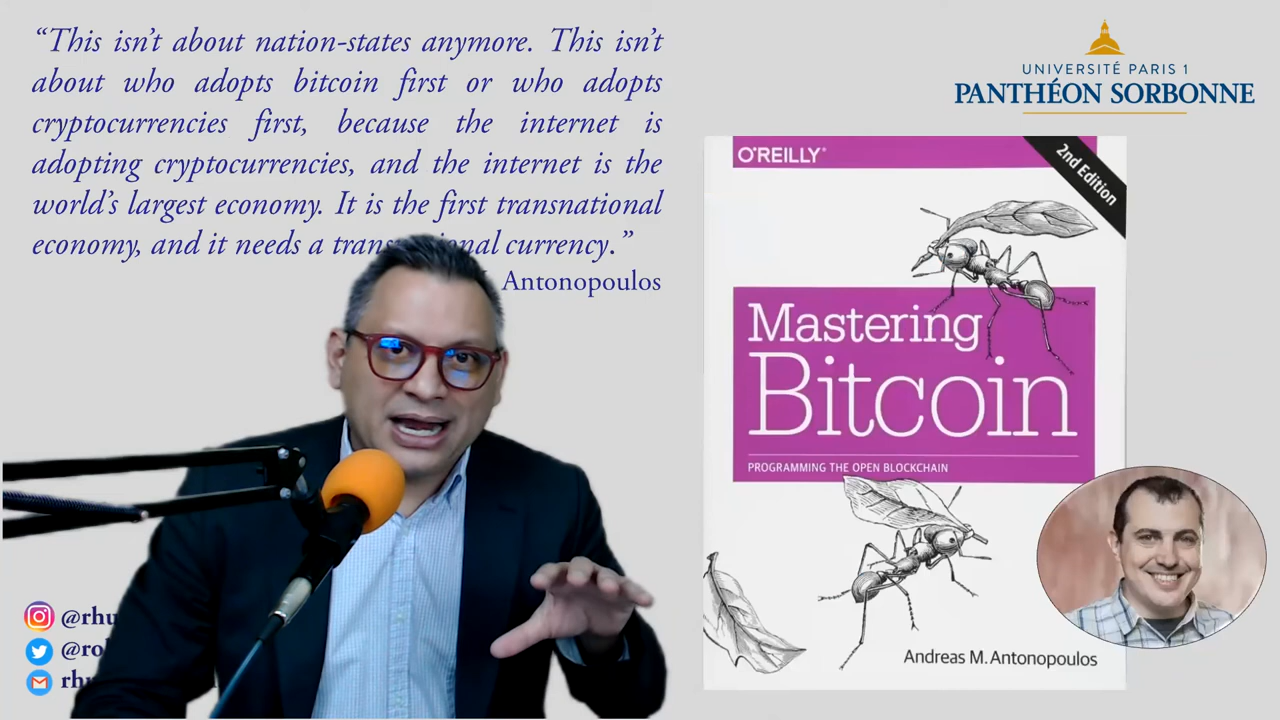 “This isn’t about nation-states anymore. This isn’t
about who adopts bitcoin first or who adopts
cryptocurrencies first, because the internet is
adopting cryptocurrencies, and the internet is the
world’s largest economy. It is the first transnational
economy, and it needs a currency.”
Antonopoulos
UNIVERSITÉ PARIS 1
PANTHÉON SORBONNE
O'REILLY®
2nd Edition
Mastering
Bitcoin
PROGRAMMING THE OPEN BLOCKCHAIN
Andreas M. Antonopoulos